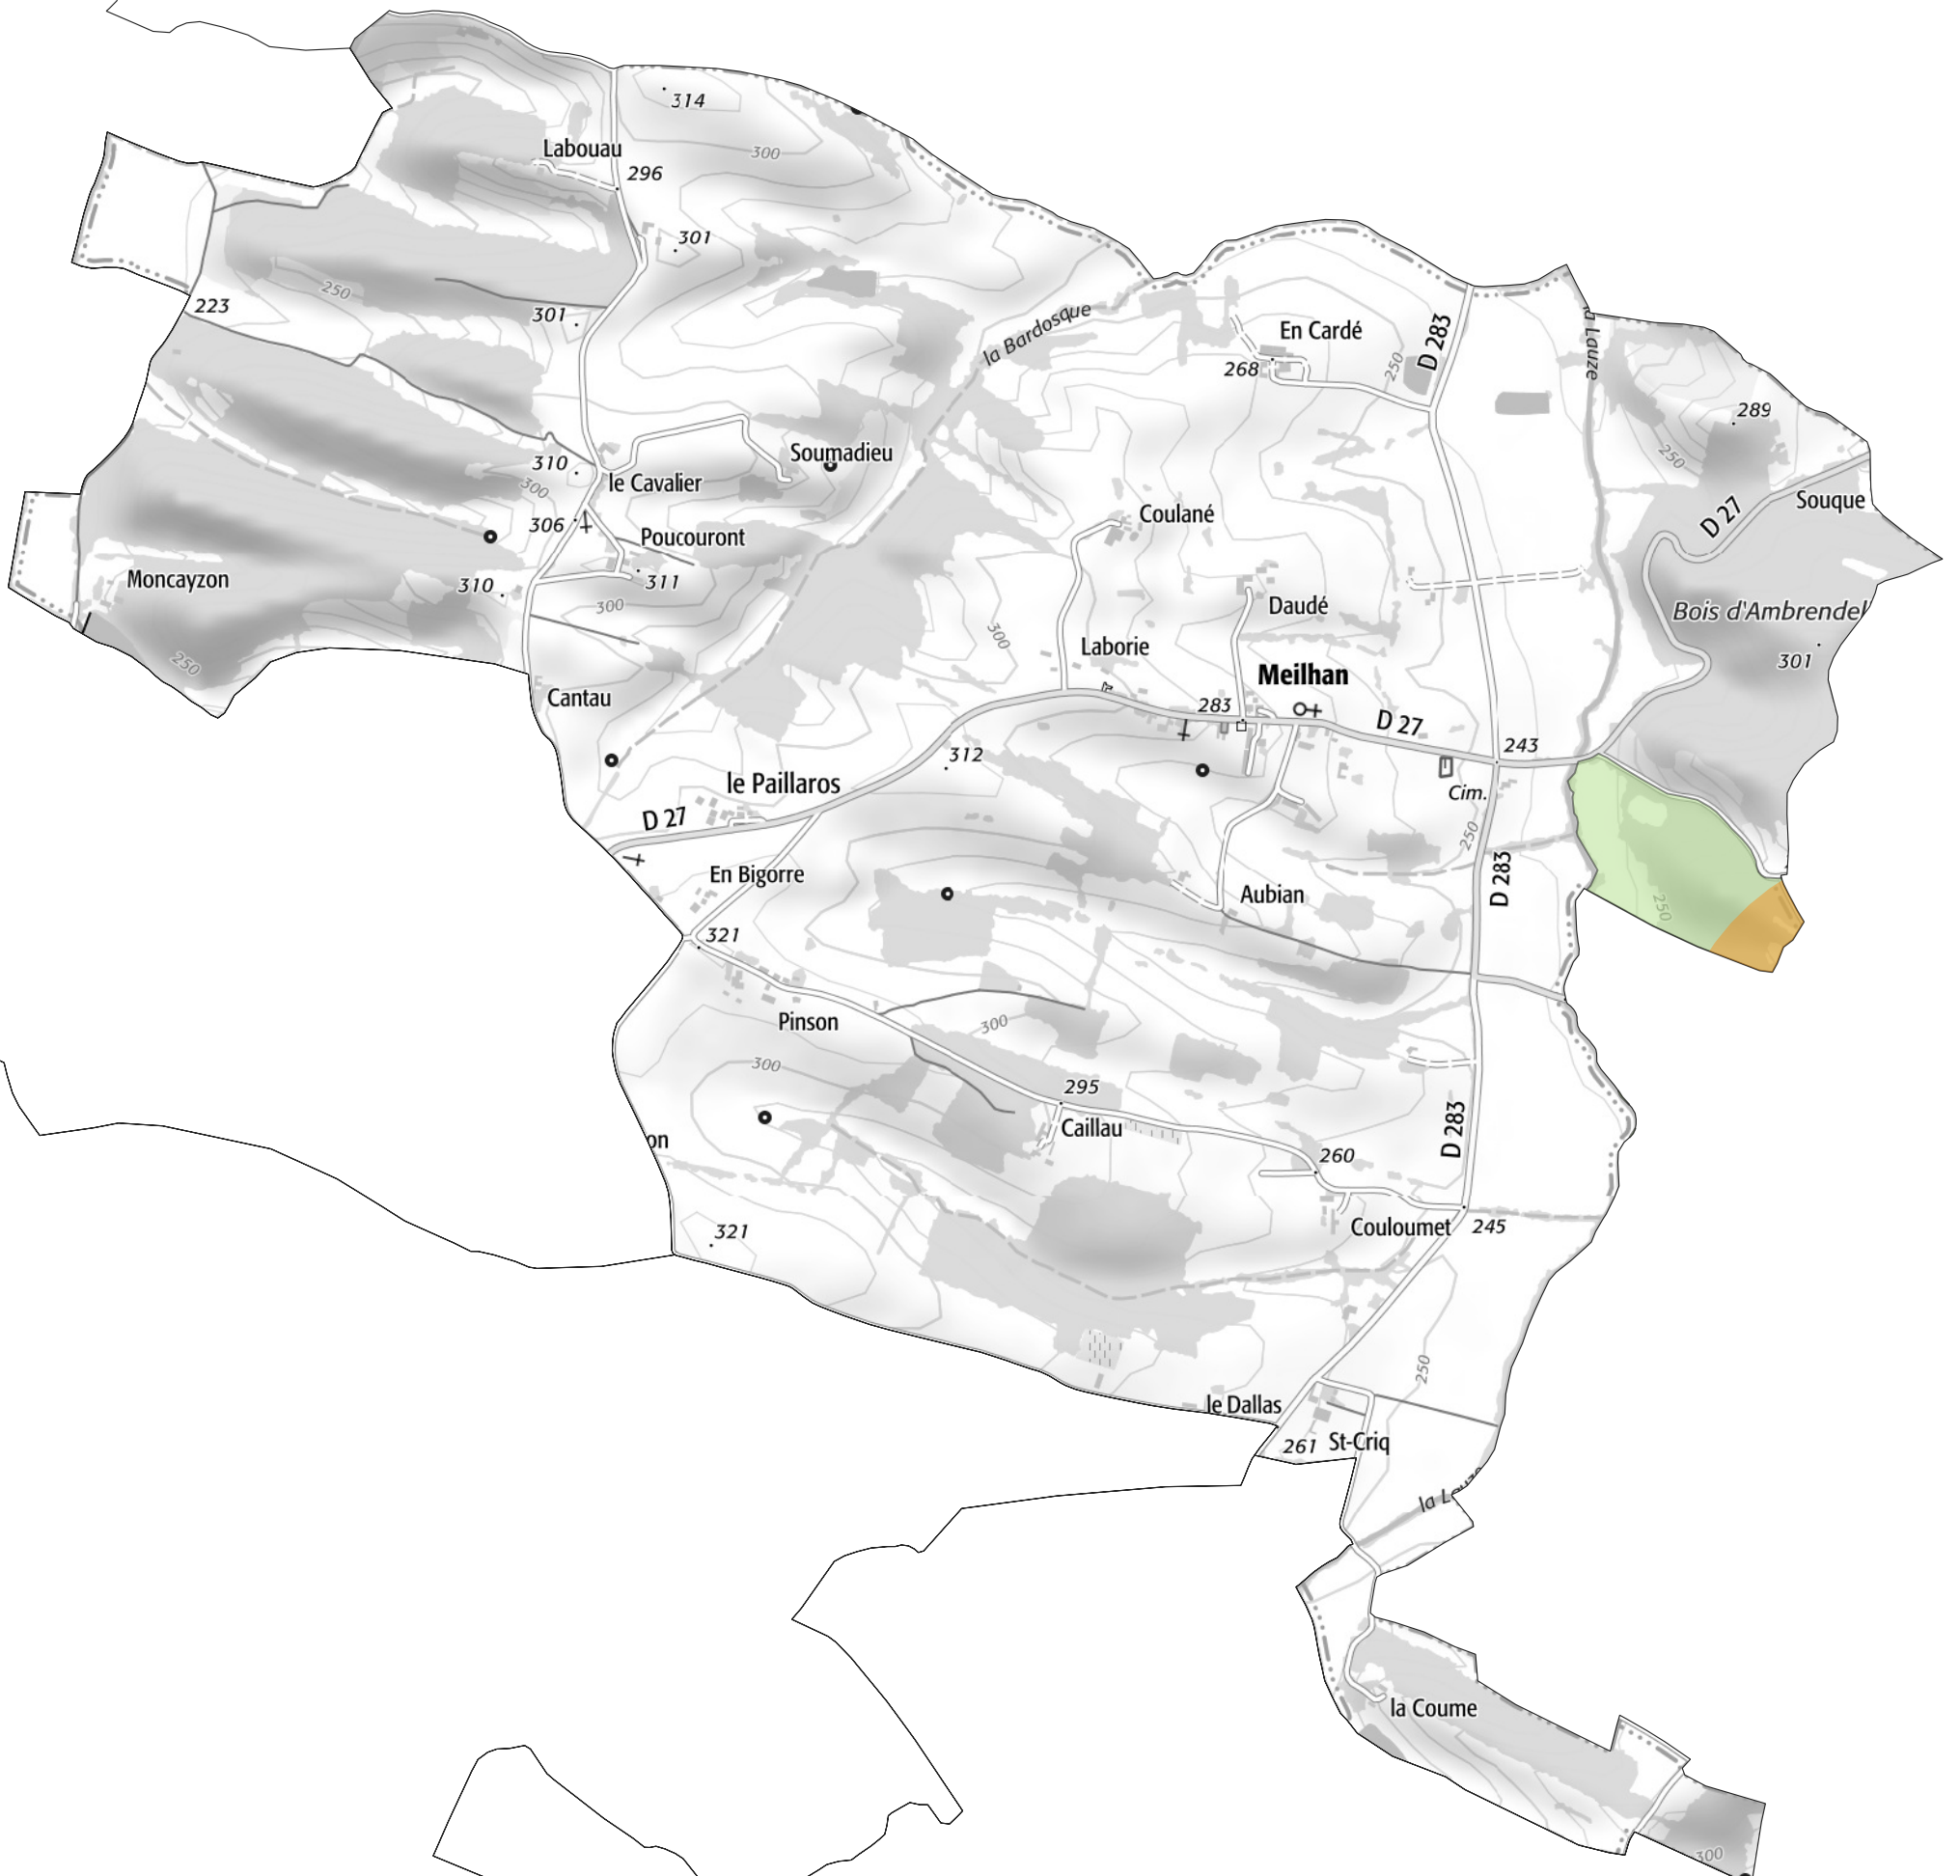 314
300
Labouau
296
301
250
223
301
la Bardosque
En Cardé
D 283
250
268
la Lauze
289
250
Soumadieu
310
le Cavalier
300
D 27
Souque
306
Coulané
Poucouront
310
311
Moncayzon
300
Daudé
Bois d'Ambrendel
300
Laborie
301
250
Meilhan
Cantau
283
D 27
243
312
le Paillaros
Cim.
D 27
250
En Bigorre
D 283
Aubian
250
321
Pinson
300
300
295
Caillau
D 283
on
260
321
Couloumet
245
250
le Dallas
261
St-Criq
la L
la Coume
300